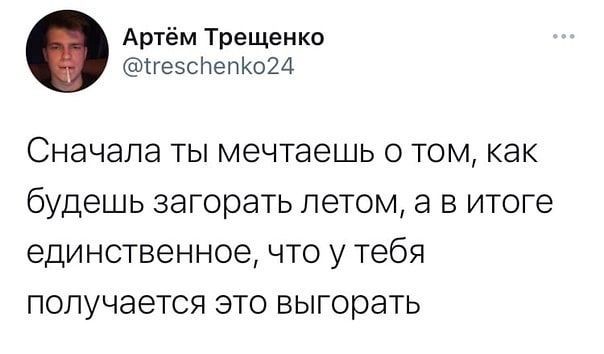 Артём Трещенко
@treschenko24
Сначала ты мечтаешь о том, как
будешь загорать летом, а в итоге
единственное, что у тебя
получается это выгорать